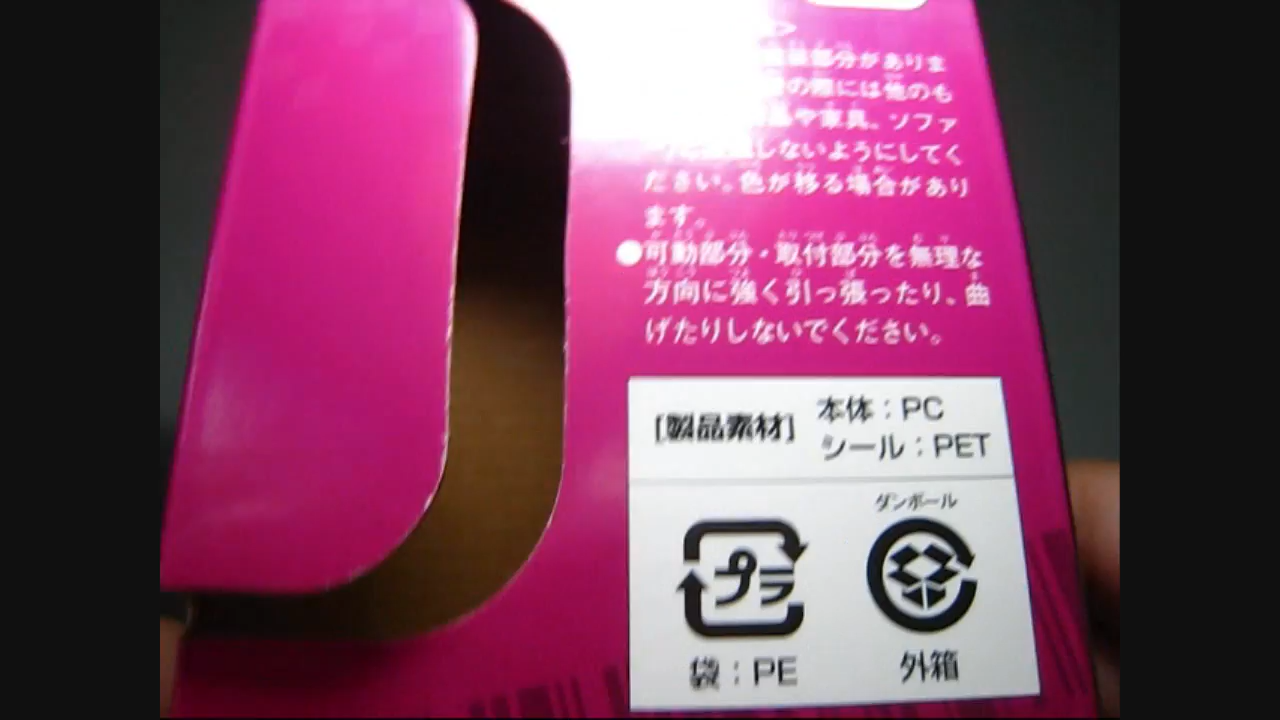 部分がありま
の際には他のも
や家具、ソファ
しないようにしてく
ださい。色が移る場合があり
ます。
●可動部分・取付部分を無理な
方向に強く引っ張ったり、曲
げたりしないでください。
[製品素材]
本体：PC
シール：PET
プラ
袋：PE
ダンボール
外箱